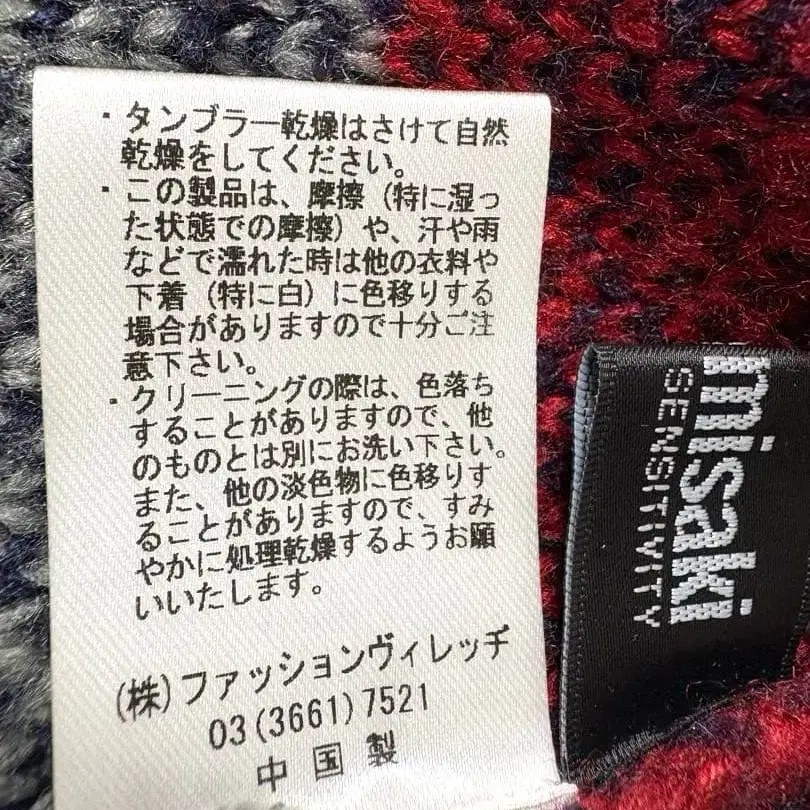 ・タンブラー乾燥はさけて自然
乾燥をしてください。
・この製品は、摩擦（特に湿っ
た状態での摩擦）や、汗や雨
などで濡れた時は他の衣料や
下着（特に白）に色移りする
場合がありますので十分ご注
意下さい。
・クリーニングの際は、色落ち
することがありますので、他
のものとは別にお洗い下さい。
また、他の淡色物に色移りす
ることがありますので、すみ
やかに処理乾燥するようお願
いいたします。
(株)ファッションヴィレッヂ
03(3661)7521
中国製
misaki
SENSITIVITY